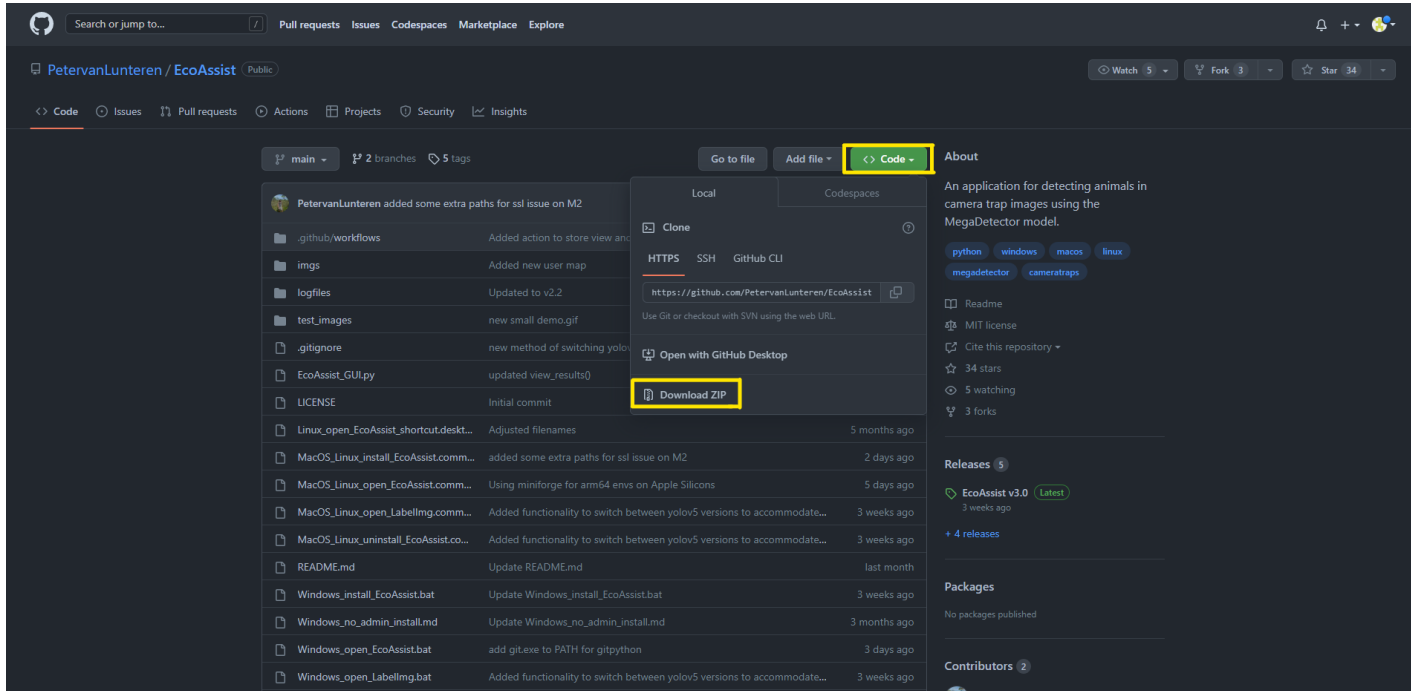 Search or jump to... /
Pull requests Issues Codespaces Marketplace Explore
PetervanLunteren / EcoAssist Public
Watch 5 Fork 3 Star 34
Code Issues Pull requests Actions Projects Security Insights
main 2 branches 5 tags Go to file Add file Code
PetervanLunteren added some extra paths for ssl issue on M2
.github/workflows Added action to store view and
imgs Added new user map
logfiles Updated to v2.2
test_images new small demo.gif
.gitignore new method of switching yolov
EcoAssist_GUI.py updated view_results()
LICENSE Initial commit
Linux_open_EcoAssist_shortcut.deskt... Adjusted filenames 5 months ago
MacOS_Linux_install_EcoAssist.comm... added some extra paths for ssl issue on M2 2 days ago
MacOS_Linux_open_EcoAssist.comm... Using miniforge for arm64 envs on Apple Silicons 5 days ago
MacOS_Linux_open_LabelImg.comm... Added functionality to switch between yolov5 versions to accommodate... 3 weeks ago
MacOS_Linux_uninstall_EcoAssist.co... Added functionality to switch between yolov5 versions to accommodate... 3 weeks ago
README.md Update README.md last month
Windows_install_EcoAssist.bat Update Windows_install_EcoAssist.bat 3 weeks ago
Windows_no_admin_install.md Update Windows_no_admin_install.md 3 months ago
Windows_open_EcoAssist.bat add git.exe to PATH for gitpython 3 days ago
Windows_open_LabelImg.bat Added functionality to switch between yolov5 versions to accommodate... 3 weeks ago
Local Codespaces
Clone
HTTPS SSH GitHub CLI
https://github.com/PetervanLunteren/EcoAssist
Use Git or checkout with SVN using the web URL.
Open with GitHub Desktop
Download ZIP
About
An application for detecting animals in
camera trap images using the
MegaDetector model.
python windows macos linux
megadetector cameratraps
Readme
MIT license
Cite this repository
34 stars
5 watching
3 forks
Releases 5
EcoAssist v3.0 Latest
3 weeks ago
+ 4 releases
Packages
No packages published
Contributors 2